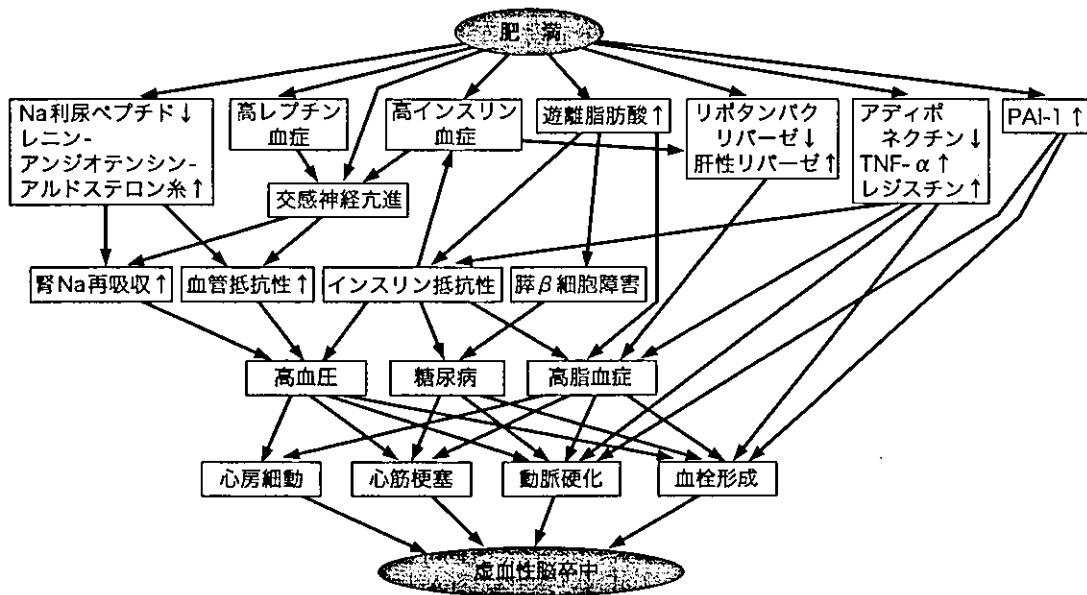 肥 満
Na利尿ペプチド↓
レニン-
アンジオテンシン-
アルドステロン糸↑
高レプチン
血症
高インスリン
血症
遊離脂肪酸↑
リポタンパク
リパーゼ↓
肝性リパーゼ↑
アディポ
ネクチン↓
TNF-α↑
レジスチン↑
PAI-1↑
交感神経亢進
腎Na再吸収↑
血管抵抗性↑
インスリン抵抗性
膵β細胞障害
高血圧
糖尿病
高脂血症
心房細動
心筋梗塞
動脈硬化
血栓形成
虚血性脳卒中